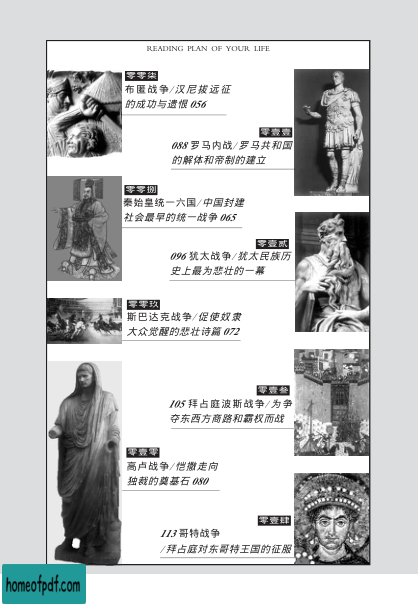 READING PLAN OF YOUR LIFE
零零柒
布匿战争/汉尼拔远征
的成功与遗恨 056
零零捌
秦始皇统一六国/中国封建
社会最早的统一战争 065
零零玖
斯巴达克战争/促使奴隶
大众觉醒的悲壮诗篇 072
零壹零
高卢战争/恺撒走向
独裁的奠基石 080
零壹壹
088 罗马内战/罗马共和国
的解体和帝制的建立
零壹贰
096 犹太战争/犹太民族历
史上最为悲壮的一幕
零壹叁
105 拜占庭波斯战争/为争
夺东西方商路和霸权而战
零壹肆
113 哥特战争
/拜占庭对东哥特王国的征服
homeofpdf.com